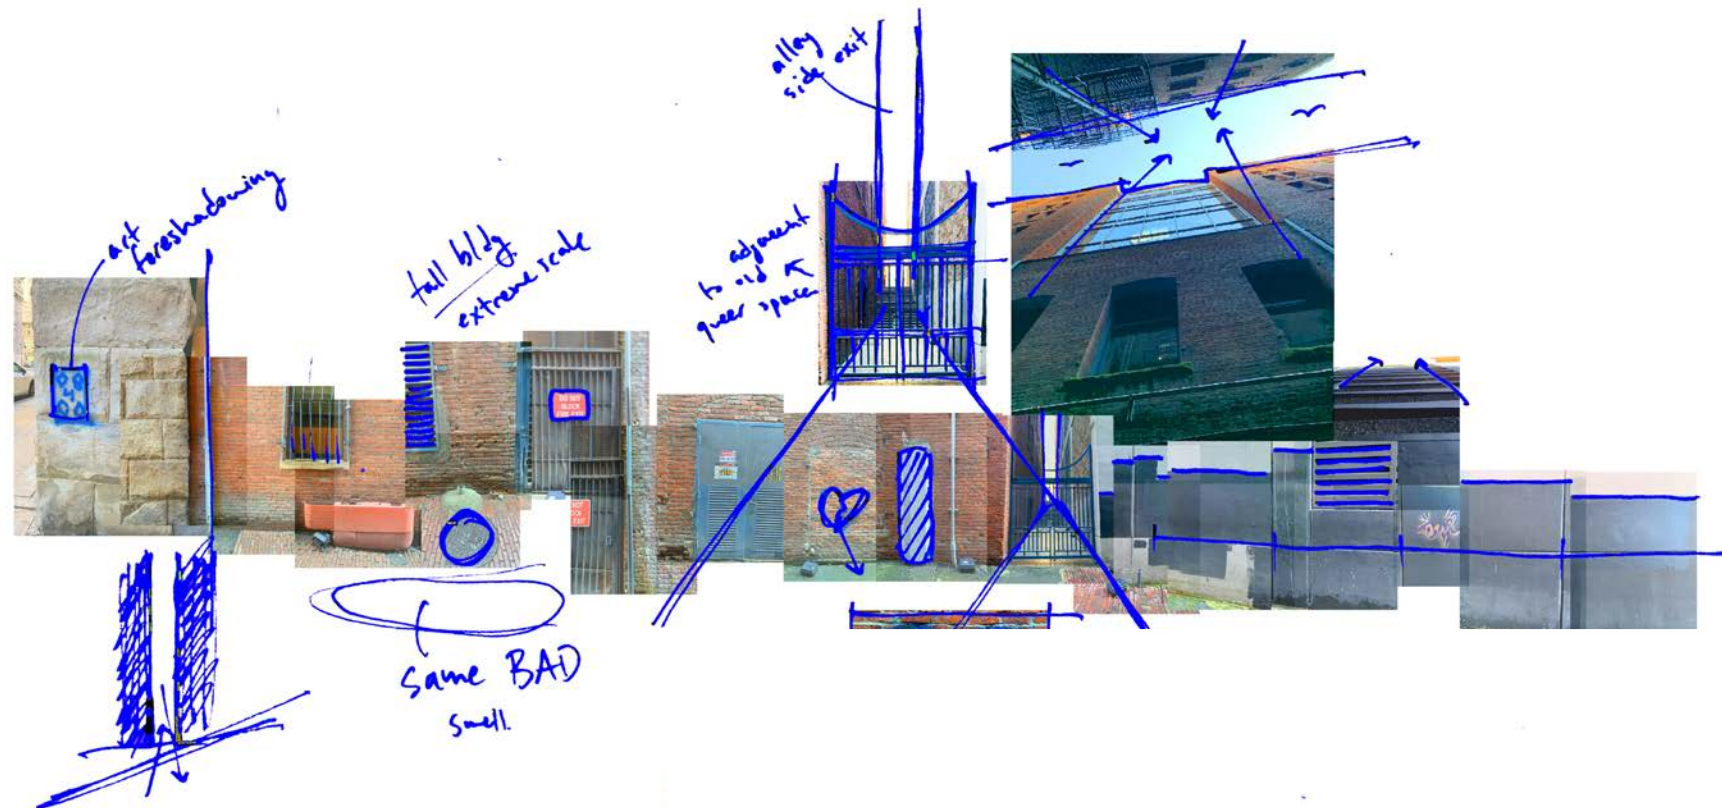 art
foreshadowing
tall bldg
extreme scale
alley
side exit
adjacent
to old
queer space
DO NOT
BLOCK
same BAD
smell.